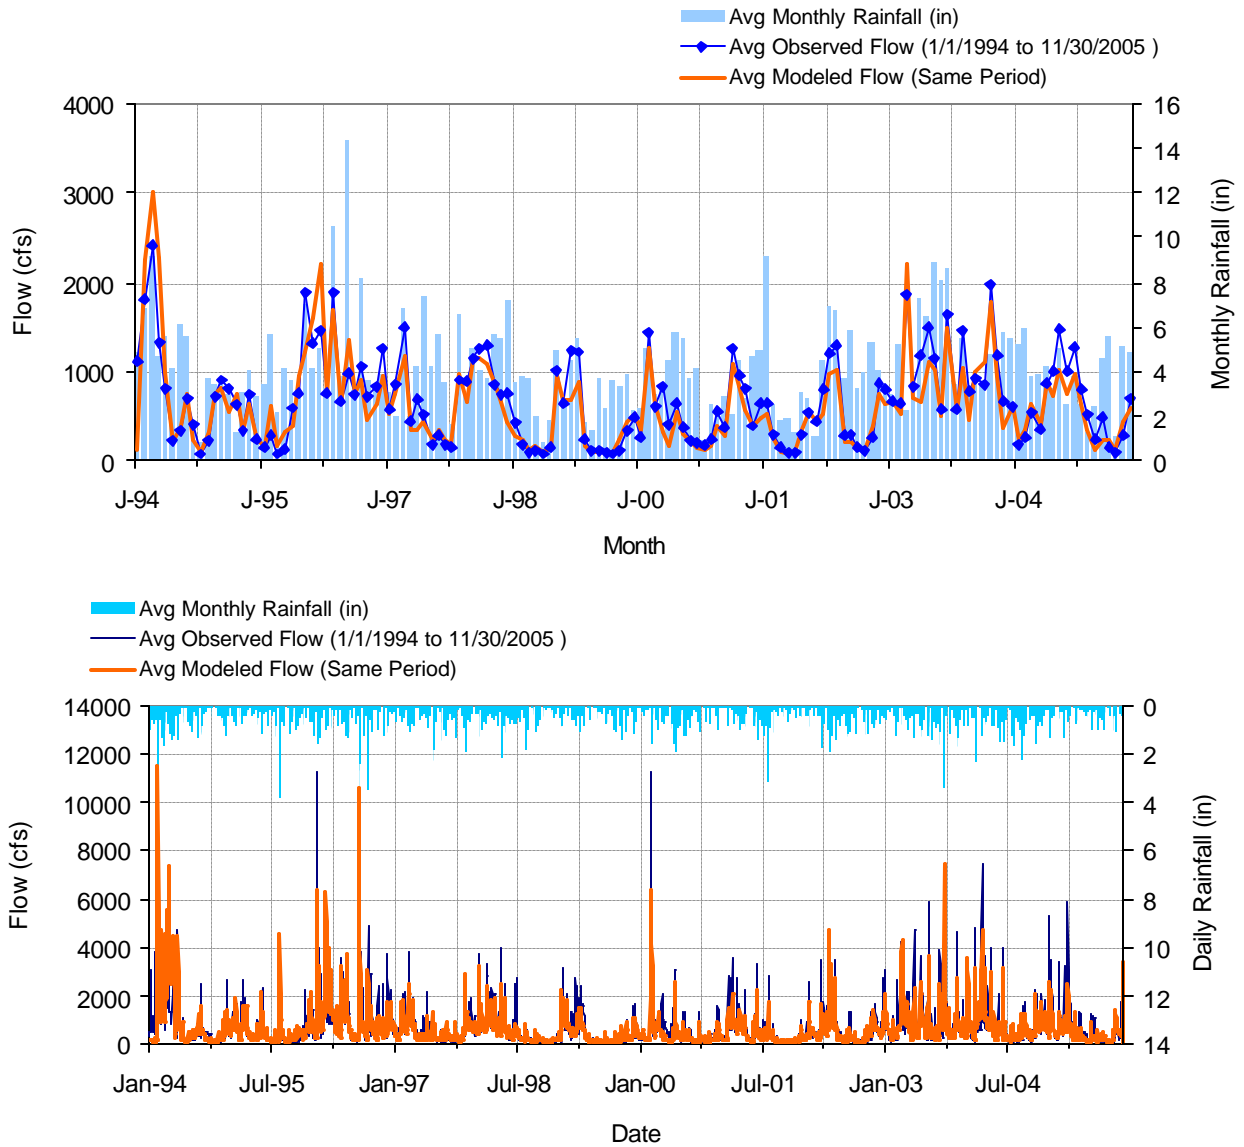 Avg Monthly Rainfall (in)
Avg Observed Flow (1/1/1994 to 11/30/2005 )
Avg Modeled Flow (Same Period)
4000
3000
2000
1000
0
Flow (cfs)
16
14
12
10
8
6
4
2
0
Monthly Rainfall (in)
J-94
J-95
J-97
J-98
J-00
J-01
J-03
J-04
Month
Avg Monthly Rainfall (in)
Avg Observed Flow (1/1/1994 to 11/30/2005 )
Avg Modeled Flow (Same Period)
14000
12000
10000
8000
6000
4000
2000
0
Flow (cfs)
0
2
4
6
8
10
12
14
Daily Rainfall (in)
Jan-94
Jul-95
Jan-97
Jul-98
Jan-00
Jul-01
Jan-03
Jul-04
Date